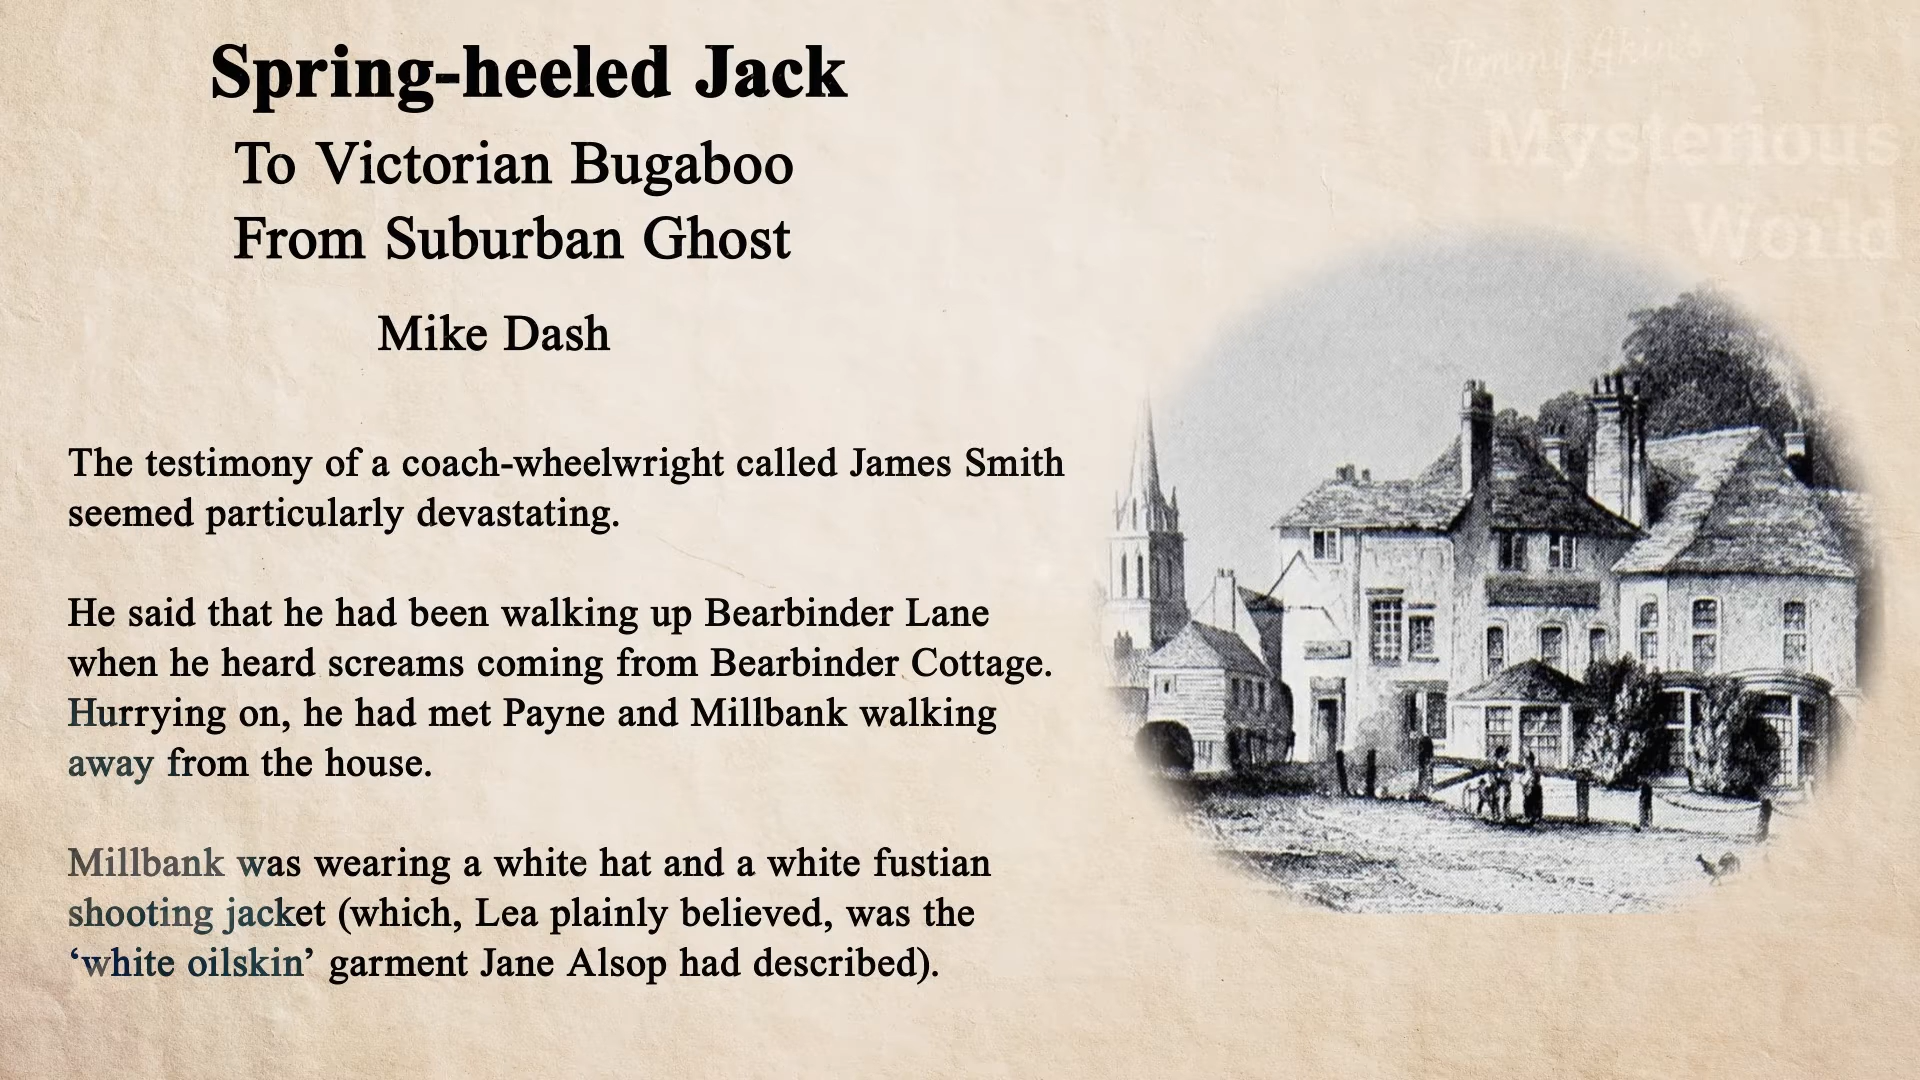 Spring-heeled Jack
To Victorian Bugaboo
From Suburban Ghost
Mike Dash
The testimony of a coach-wheelwright called James Smith
seemed particularly devastating.
He said that he had been walking up Bearbinder Lane
when he heard screams coming from Bearbinder Cottage.
Hurrying on, he had met Payne and Millbank walking
away from the house.
Millbank was wearing a white hat and a white fustian
shooting jacket (which, Lea plainly believed, was the
‘white oilskin’ garment Jane Alsop had described).
Jimmy Akin's
Mysterious
World